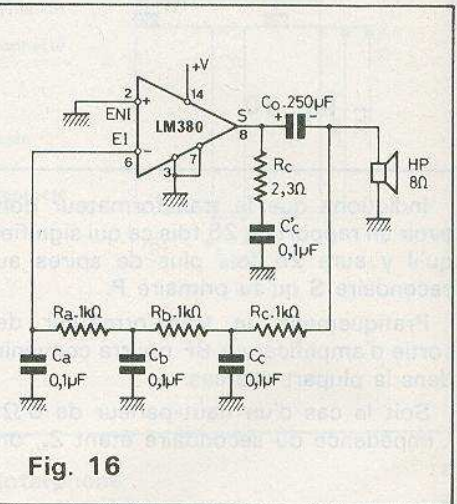 +V
2
+
14
ENI
LM380
EI
6
-
3
7
S
8
Co.250µF
+
-
Rc
2,3Ω
C'c
0,1µF
HP
8Ω
Ra.1kΩ
Rb.1kΩ
Rc.1kΩ
Ca
0,1µF
Cb
0,1µF
Cc
0,1µF
Fig. 16